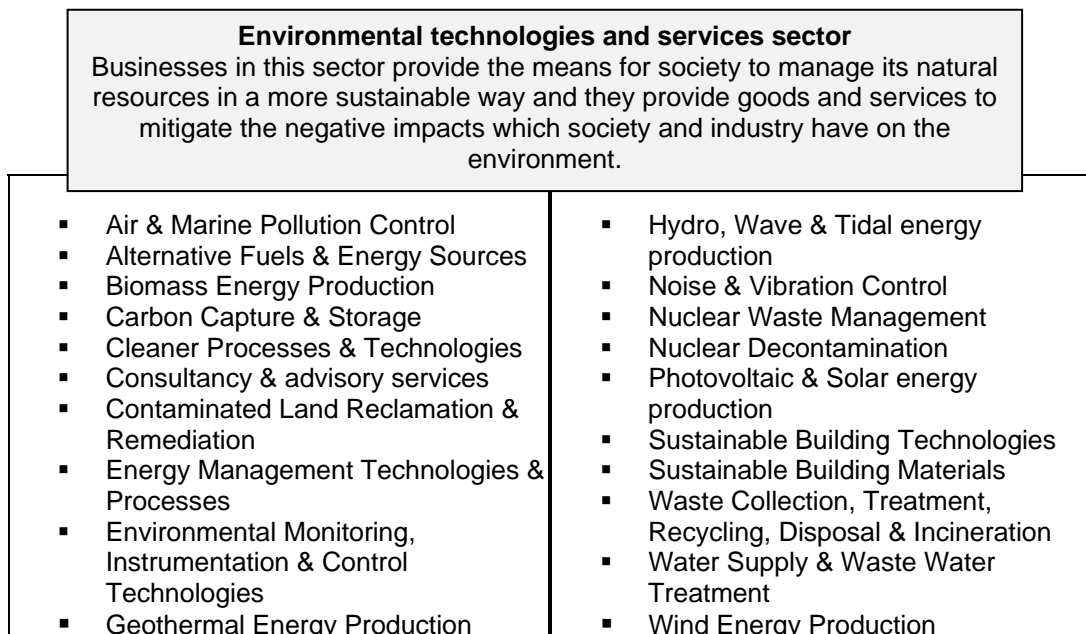 Environmental technologies and services sector
Businesses in this sector provide the means for society to manage its natural
resources in a more sustainable way and they provide goods and services to
mitigate the negative impacts which society and industry have on the
environment.
▪ Air & Marine Pollution Control
▪ Alternative Fuels & Energy Sources
▪ Biomass Energy Production
▪ Carbon Capture & Storage
▪ Cleaner Processes & Technologies
▪ Consultancy & advisory services
▪ Contaminated Land Reclamation &
Remediation
▪ Energy Management Technologies &
Processes
▪ Environmental Monitoring,
Instrumentation & Control
Technologies
▪ Geothermal Energy Production
▪ Hydro, Wave & Tidal energy
production
▪ Noise & Vibration Control
▪ Nuclear Waste Management
▪ Nuclear Decontamination
▪ Photovoltaic & Solar energy
production
▪ Sustainable Building Technologies
▪ Sustainable Building Materials
▪ Waste Collection, Treatment,
Recycling, Disposal & Incineration
▪ Water Supply & Waste Water
Treatment
▪ Wind Energy Production